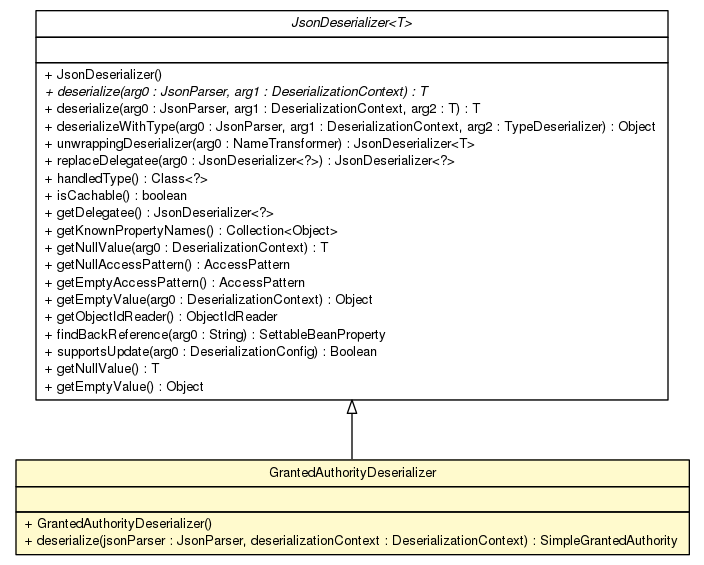 JsonDeserializer<T>
+ JsonDeserializer()
+ deserialize(arg0 : JsonParser, arg1 : DeserializationContext) : T
+ deserialize(arg0 : JsonParser, arg1 : DeserializationContext, arg2 : T) : T
+ deserializeWithType(arg0 : JsonParser, arg1 : DeserializationContext, arg2 : TypeDeserializer) : Object
+ unwrappingDeserializer(arg0 : NameTransformer) : JsonDeserializer<T>
+ replaceDelegatee(arg0 : JsonDeserializer<?>) : JsonDeserializer<?>
+ handledType() : Class<?>
+ isCachable() : boolean
+ getDelegatee() : JsonDeserializer<?>
+ getKnownPropertyNames() : Collection<Object>
+ getNullValue(arg0 : DeserializationContext) : T
+ getNullAccessPattern() : AccessPattern
+ getEmptyAccessPattern() : AccessPattern
+ getEmptyValue(arg0 : DeserializationContext) : Object
+ getObjectIdReader() : ObjectIdReader
+ findBackReference(arg0 : String) : SettableBeanProperty
+ supportsUpdate(arg0 : DeserializationConfig) : Boolean
+ getNullValue() : T
+ getEmptyValue() : Object
GrantedAuthorityDeserializer
+ GrantedAuthorityDeserializer()
+ deserialize(jsonParser : JsonParser, deserializationContext : DeserializationContext) : SimpleGrantedAuthority